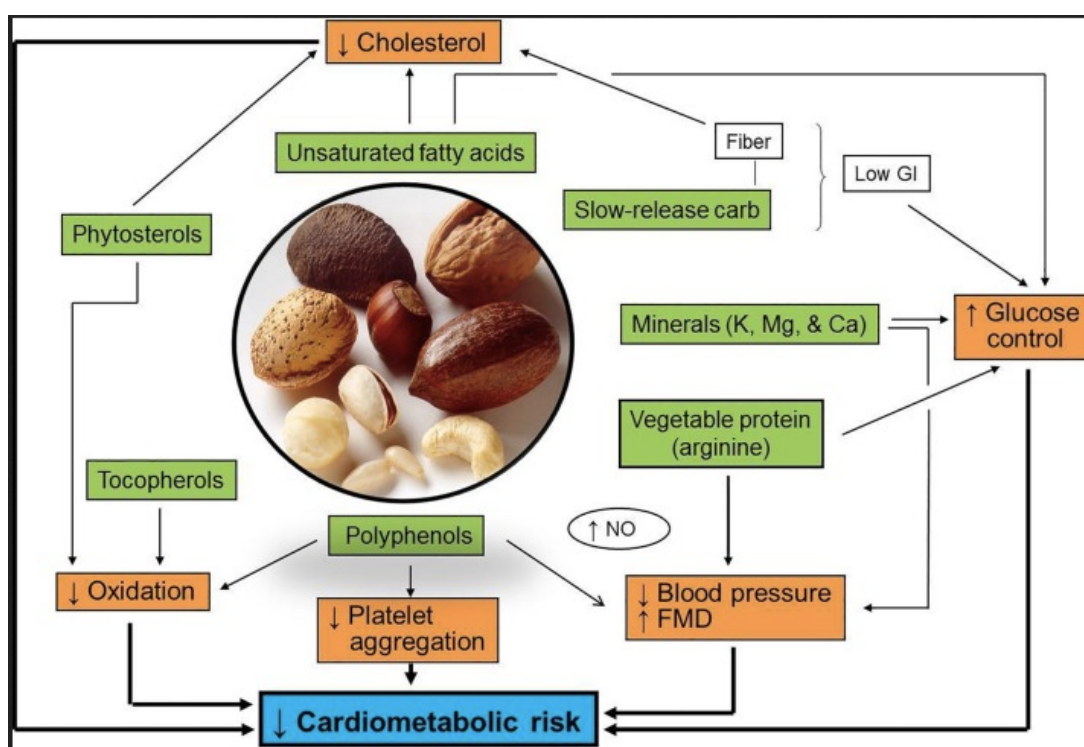 ↓ Cholesterol
Unsaturated fatty acids
Fiber
Low GI
Slow-release carb
Phytosterols
Minerals (K, Mg, & Ca)
↑ Glucose
control
Vegetable protein
(arginine)
Tocopherols
Polyphenols
↑ NO
↓ Oxidation
↓ Platelet
aggregation
↓ Blood pressure
↑ FMD
↓ Cardiometabolic risk